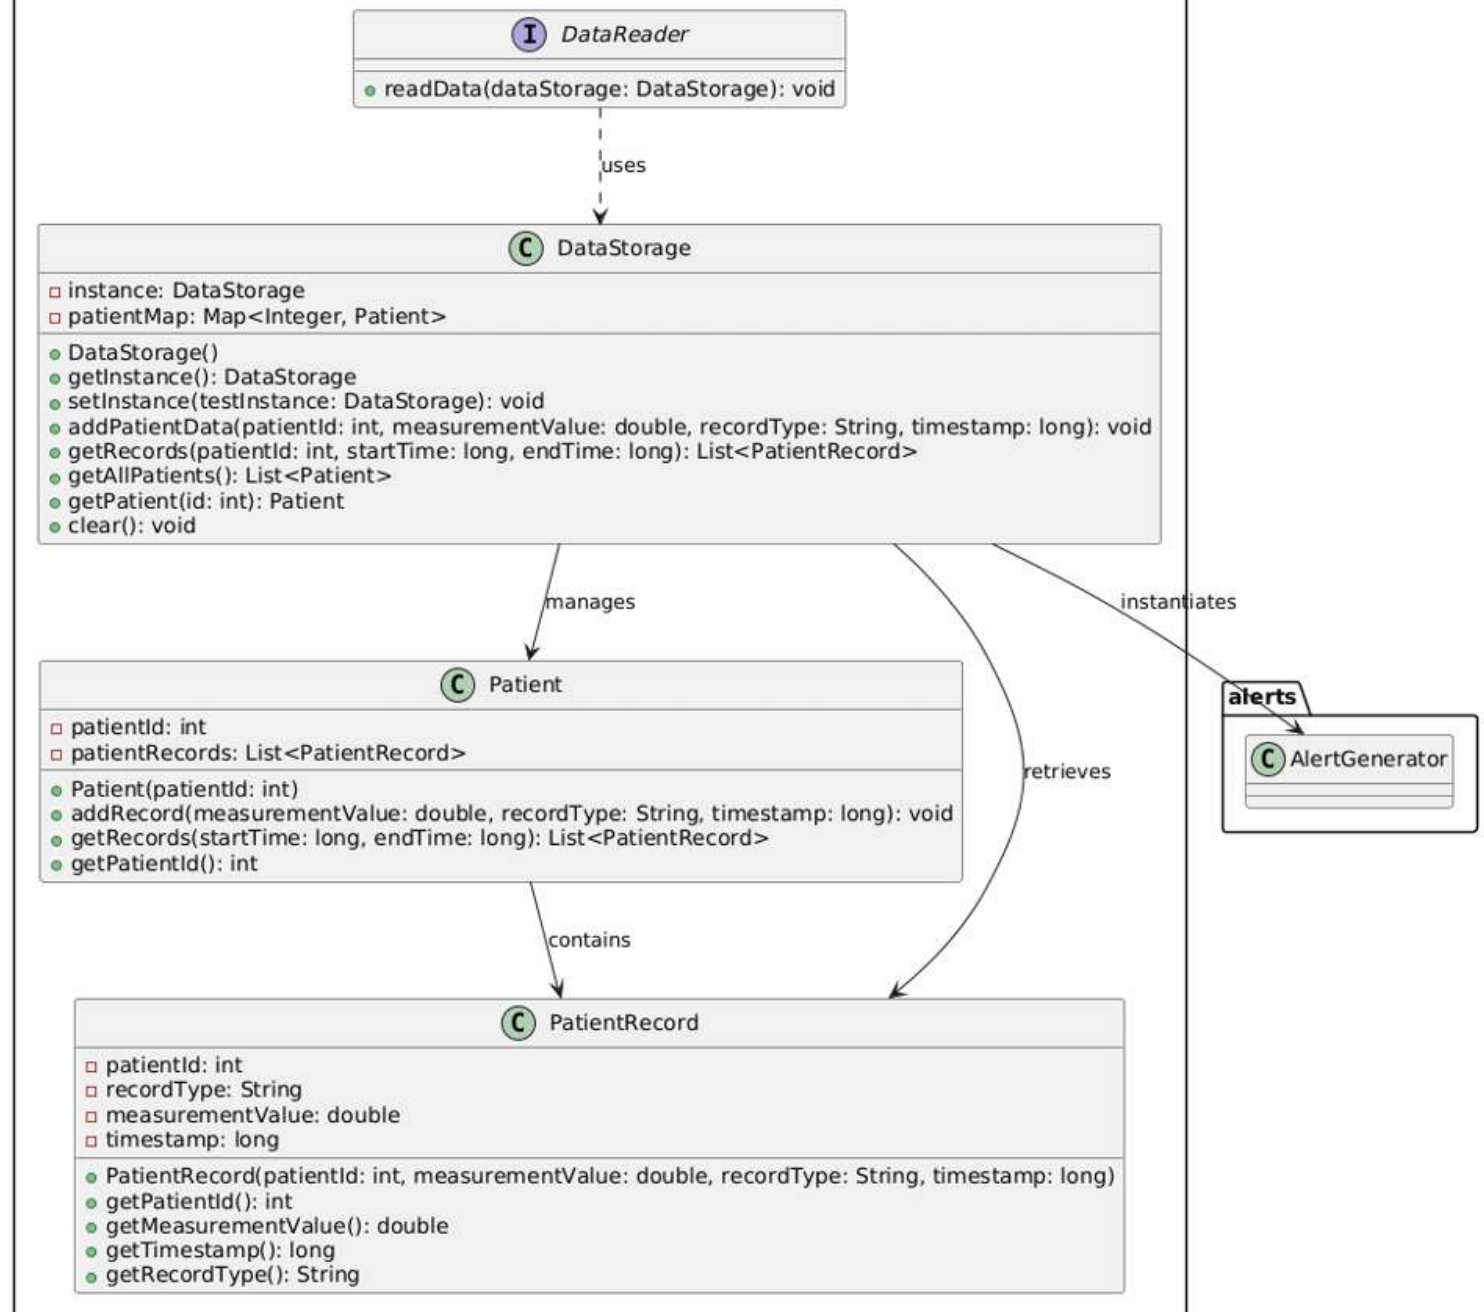 I DataReader
readData(dataStorage: DataStorage): void
uses
C DataStorage
instance: DataStorage
patientMap: Map<Integer, Patient>
DataStorage()
getInstance(): DataStorage
setInstance(testInstance: DataStorage): void
addPatientData(patientId: int, measurementValue: double, recordType: String, timestamp: long): void
getRecords(patientId: int, startTime: long, endTime: long): List<PatientRecord>
getAllPatients(): List<Patient>
getPatient(id: int): Patient
clear(): void
manages
instantiates
C Patient
patientId: int
patientRecords: List<PatientRecord>
Patient(patientId: int)
addRecord(measurementValue: double, recordType: String, timestamp: long): void
getRecords(startTime: long, endTime: long): List<PatientRecord>
getPatientId(): int
retrieves
alerts
C AlertGenerator
contains
C PatientRecord
patientId: int
recordType: String
measurementValue: double
timestamp: long
PatientRecord(patientId: int, measurementValue: double, recordType: String, timestamp: long)
getPatientId(): int
getMeasurementValue(): double
getTimestamp(): long
getRecordType(): String